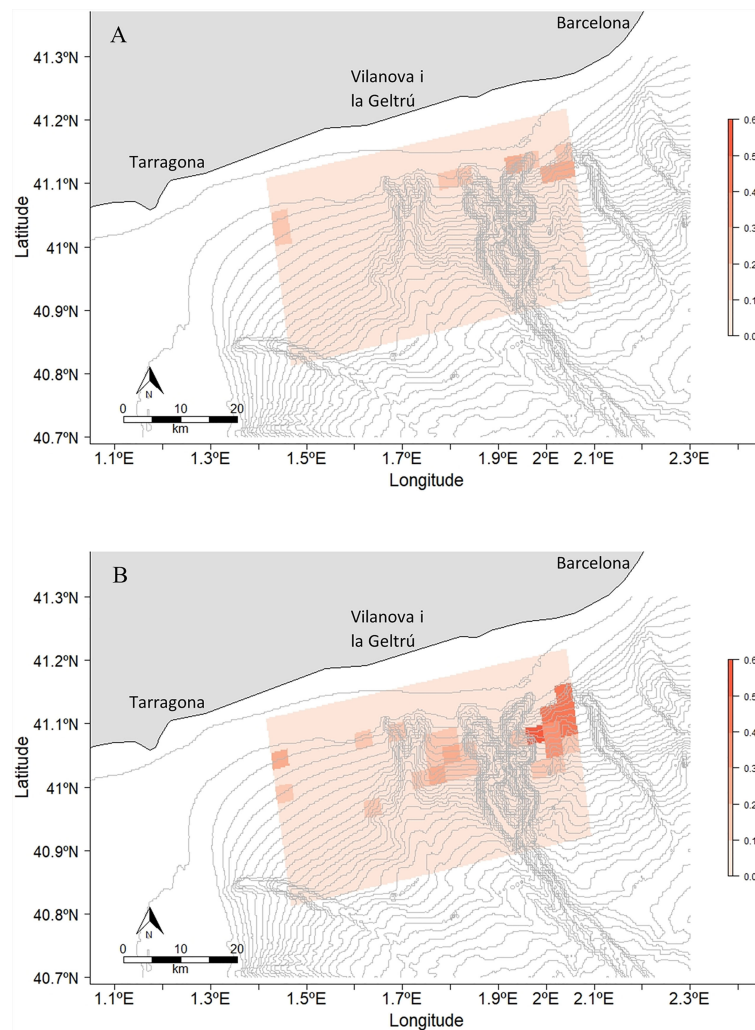 A
Barcelona
41.3ºN
Vilanova i
la Geltrú
41.2ºN
Tarragona
0.6
41.1ºN
0.5
0.4
41ºN
0.3
0.2
40.9ºN
0.1
0.0
40.8ºN
N
0 10 20
km
40.7ºN
Latitude
1.1ºE 1.3ºE 1.5ºE 1.7ºE 1.9ºE 2ºE 2.1ºE 2.3ºE
Longitude
B
Barcelona
41.3ºN
Vilanova i
la Geltrú
41.2ºN
Tarragona
0.6
41.1ºN
0.5
0.4
41ºN
0.3
0.2
40.9ºN
0.1
0.0
40.8ºN
N
0 10 20
km
40.7ºN
Latitude
1.1ºE 1.3ºE 1.5ºE 1.7ºE 1.9ºE 2ºE 2.1ºE 2.3ºE
Longitude